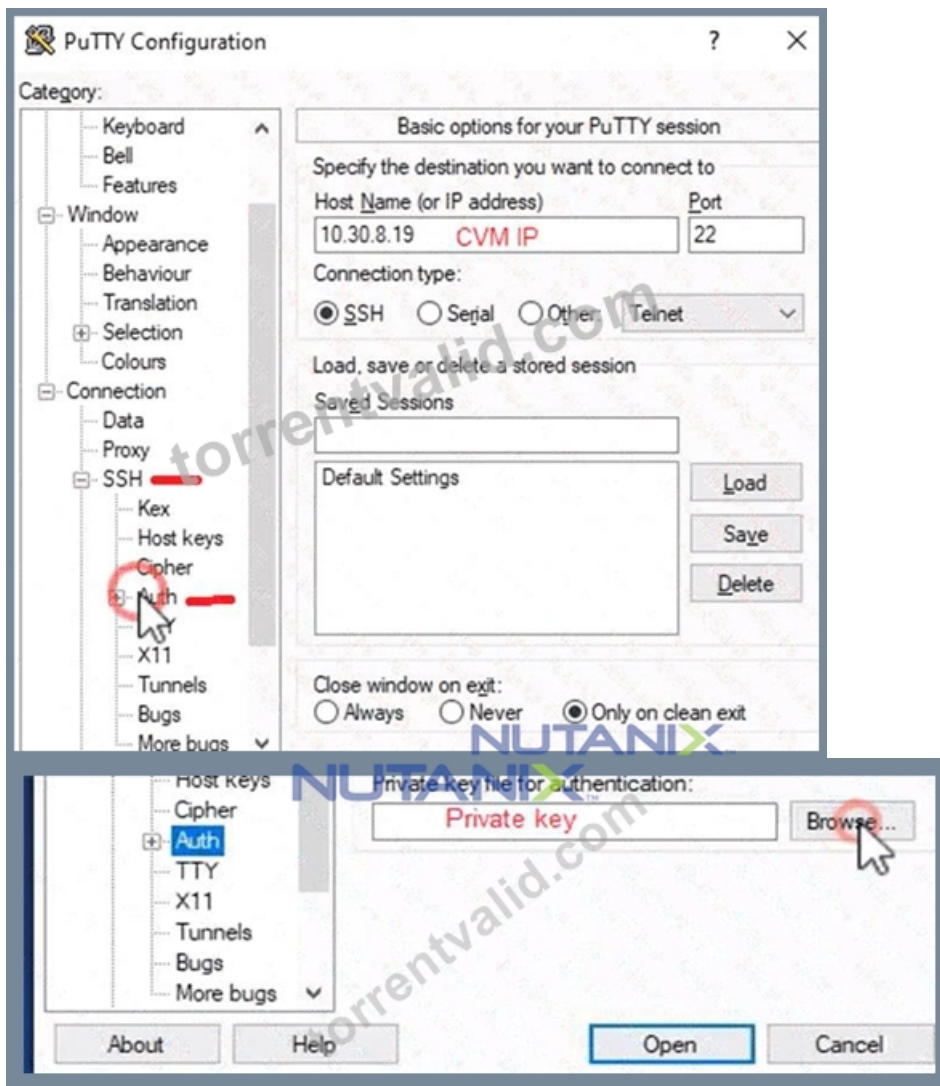 PuTTY Configuration ? ×
Category:
Keyboard
Bell
Features
Window
Appearance
Behaviour
Translation
Selection
Colours
Connection
Data
Proxy
SSH
Kex
Host keys
Cipher
Auth
X11
Tunnels
Bugs
More bugs
Basic options for your PuTTY session
Specify the destination you want to connect to
Host Name (or IP address) Port
10.30.8.19 CVM IP 22
Connection type:
SSH Serial Other: Telnet
Load, save or delete a stored session
Saved Sessions
Default Settings
Load
Save
Delete
Close window on exit:
Always Never Only on clean exit
torrentvalid.com
NUTANIX
NUTANIX
Host keys
Cipher
Auth
TTY
X11
Tunnels
Bugs
More bugs
Private key file for authentication:
Private key Browse...
torrentvalid.com
About Help Open Cancel